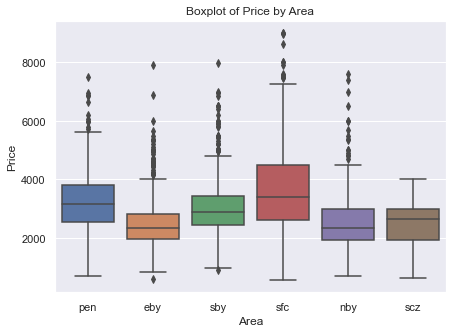 Boxplot of Price by Area
Price
8000
6000
4000
2000
pen eby sby sfc nby scz
Area